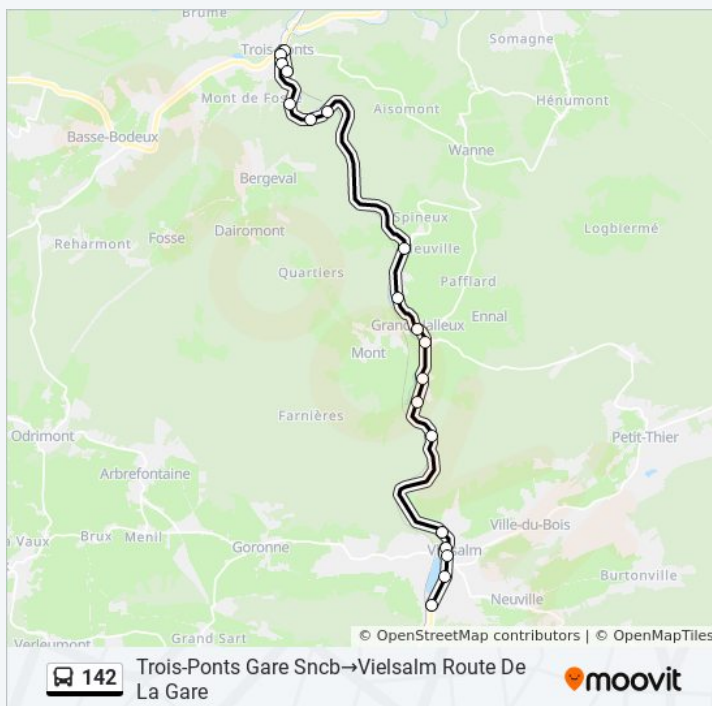 Brume
Somagne
Trois-Ponts
Mont de Fosse
Aisomont
Hénumont
Basse-Bodeux
Wanne
Bergeval
Spineux
Logbiermé
Reharmont
Fosse
Dairomont
Neuville
Quartiers
Pafflard
Ennal
Grand-Halleux
Mont
Farnières
Odrimont
Petit-Thier
Arbrefontaine
Ville-du-Bois
a Vaux
Brux
Menil
Goronne
Vielsalm
Burtonville
Neuville
Grand Sart
Verleumont
© OpenStreetMap contributors | © OpenMapTiles
142
Trois-Ponts Gare Sncb→Vielsalm Route De
La Gare
moovit